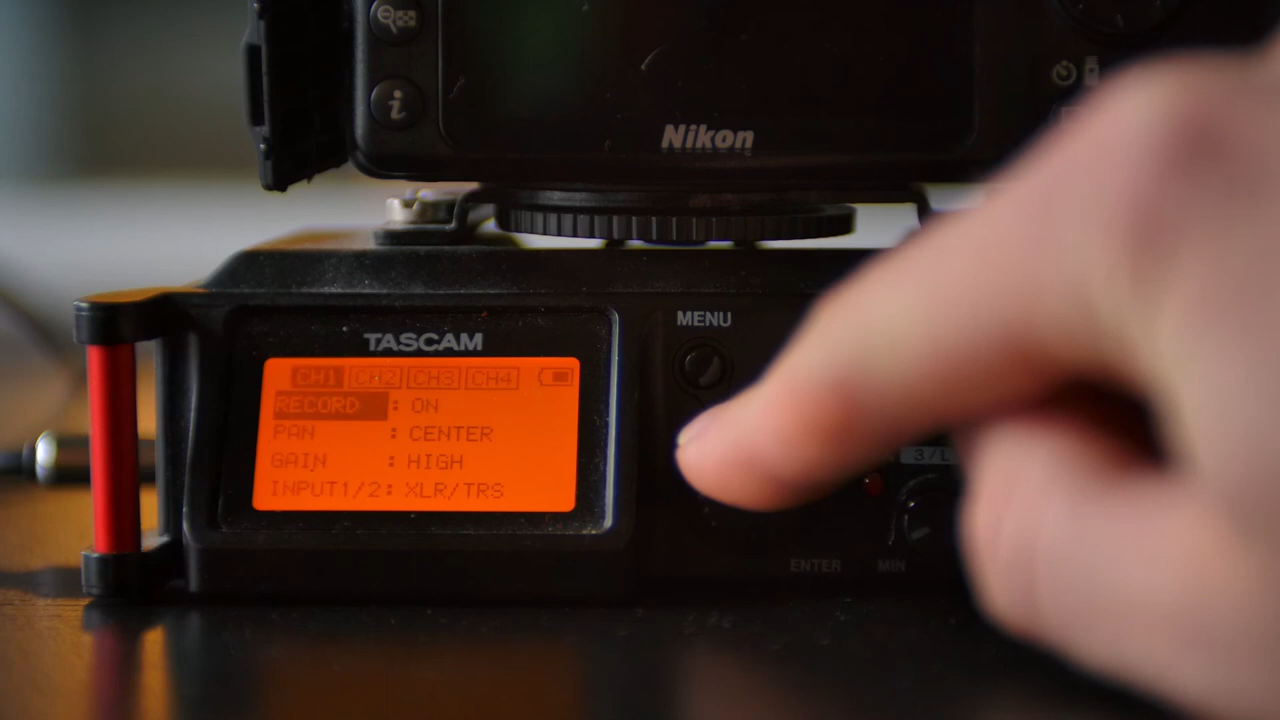 i
Nikon
TASCAM
MENU
CH1 CH2 CH3 CH4
RECORD : ON
PAN : CENTER
GAIN : HIGH
INPUT1/2: XLR/TRS
3/L
ENTER
MIN